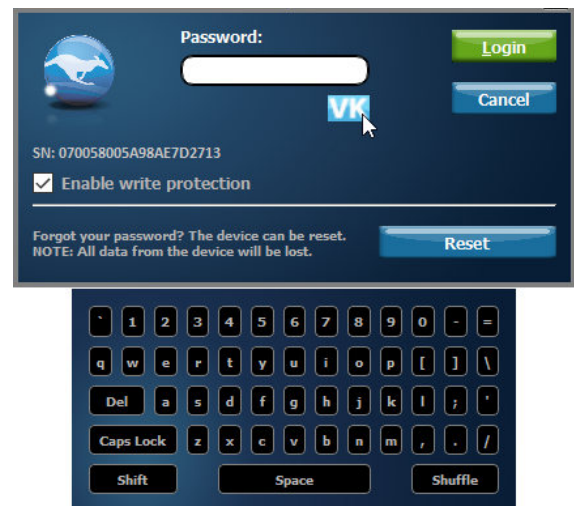 Password:
Login
VK
Cancel
SN: 070058005A98AE7D2713
Enable write protection
Forgot your password? The device can be reset.
NOTE: All data from the device will be lost.
Reset
` 1 2 3 4 5 6 7 8 9 0 - =
q w e r t y u i o p [ ] \
Del a s d f g h j k l ; '
Caps Lock z x c v b n m , . /
Shift Space Shuffle